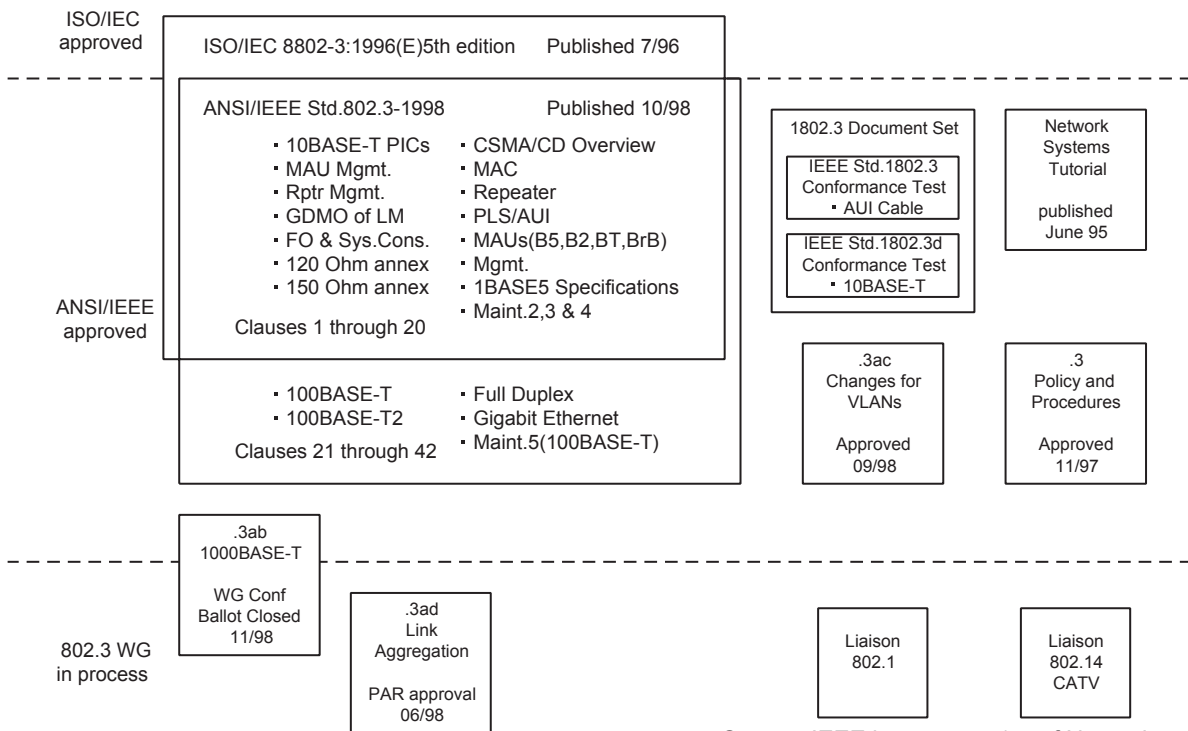 ISO/IEC
approved
ISO/IEC 8802-3:1996(E)5th edition Published 7/96
ANSI/IEEE Std.802.3-1998 Published 10/98
▪ 10BASE-T PICs
▪ MAU Mgmt.
▪ Rptr Mgmt.
▪ GDMO of LM
▪ FO & Sys.Cons.
▪ 120 Ohm annex
▪ 150 Ohm annex
▪ CSMA/CD Overview
▪ MAC
▪ Repeater
▪ PLS/AUI
▪ MAUs(B5,B2,BT,BrB)
▪ Mgmt.
▪ 1BASE5 Specifications
▪ Maint.2,3 & 4
Clauses 1 through 20
▪ 100BASE-T
▪ 100BASE-T2
▪ Full Duplex
▪ Gigabit Ethernet
▪ Maint.5(100BASE-T)
Clauses 21 through 42
1802.3 Document Set
IEEE Std.1802.3
Conformance Test
▪ AUI Cable
IEEE Std.1802.3d
Conformance Test
▪ 10BASE-T
Network
Systems
Tutorial
published
June 95
ANSI/IEEE
approved
.3ac
Changes for
VLANs
Approved
09/98
.3
Policy and
Procedures
Approved
11/97
.3ab
1000BASE-T
WG Conf
Ballot Closed
11/98
802.3 WG
in process
.3ad
Link
Aggregation
PAR approval
06/98
Liaison
802.1
Liaison
802.14
CATV